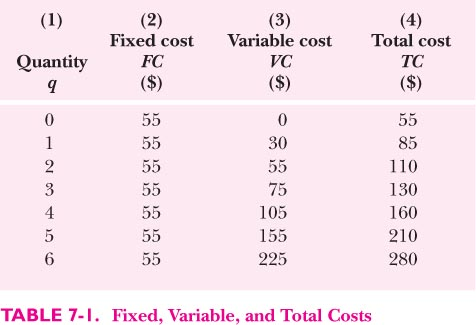 (1) (2) (3) (4)
Fixed cost Variable cost Total cost
Quantity FC VC TC
q ($) ($) ($)
0 55 0 55
1 55 30 85
2 55 55 110
3 55 75 130
4 55 105 160
5 55 155 210
6 55 225 280
TABLE 7-1. Fixed, Variable, and Total Costs